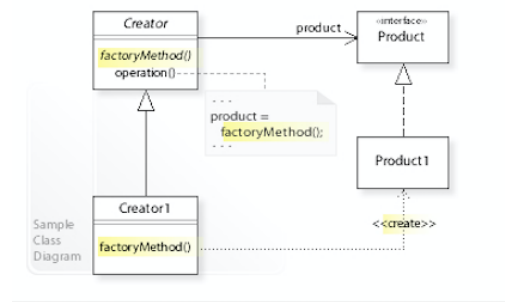 Creator
product
«interface»
Product
factoryMethod()
operation()
. . .
product =
factoryMethod();
. . .
Product1
Creator1
<<create>>
factoryMethod()
Sample
Class
Diagram